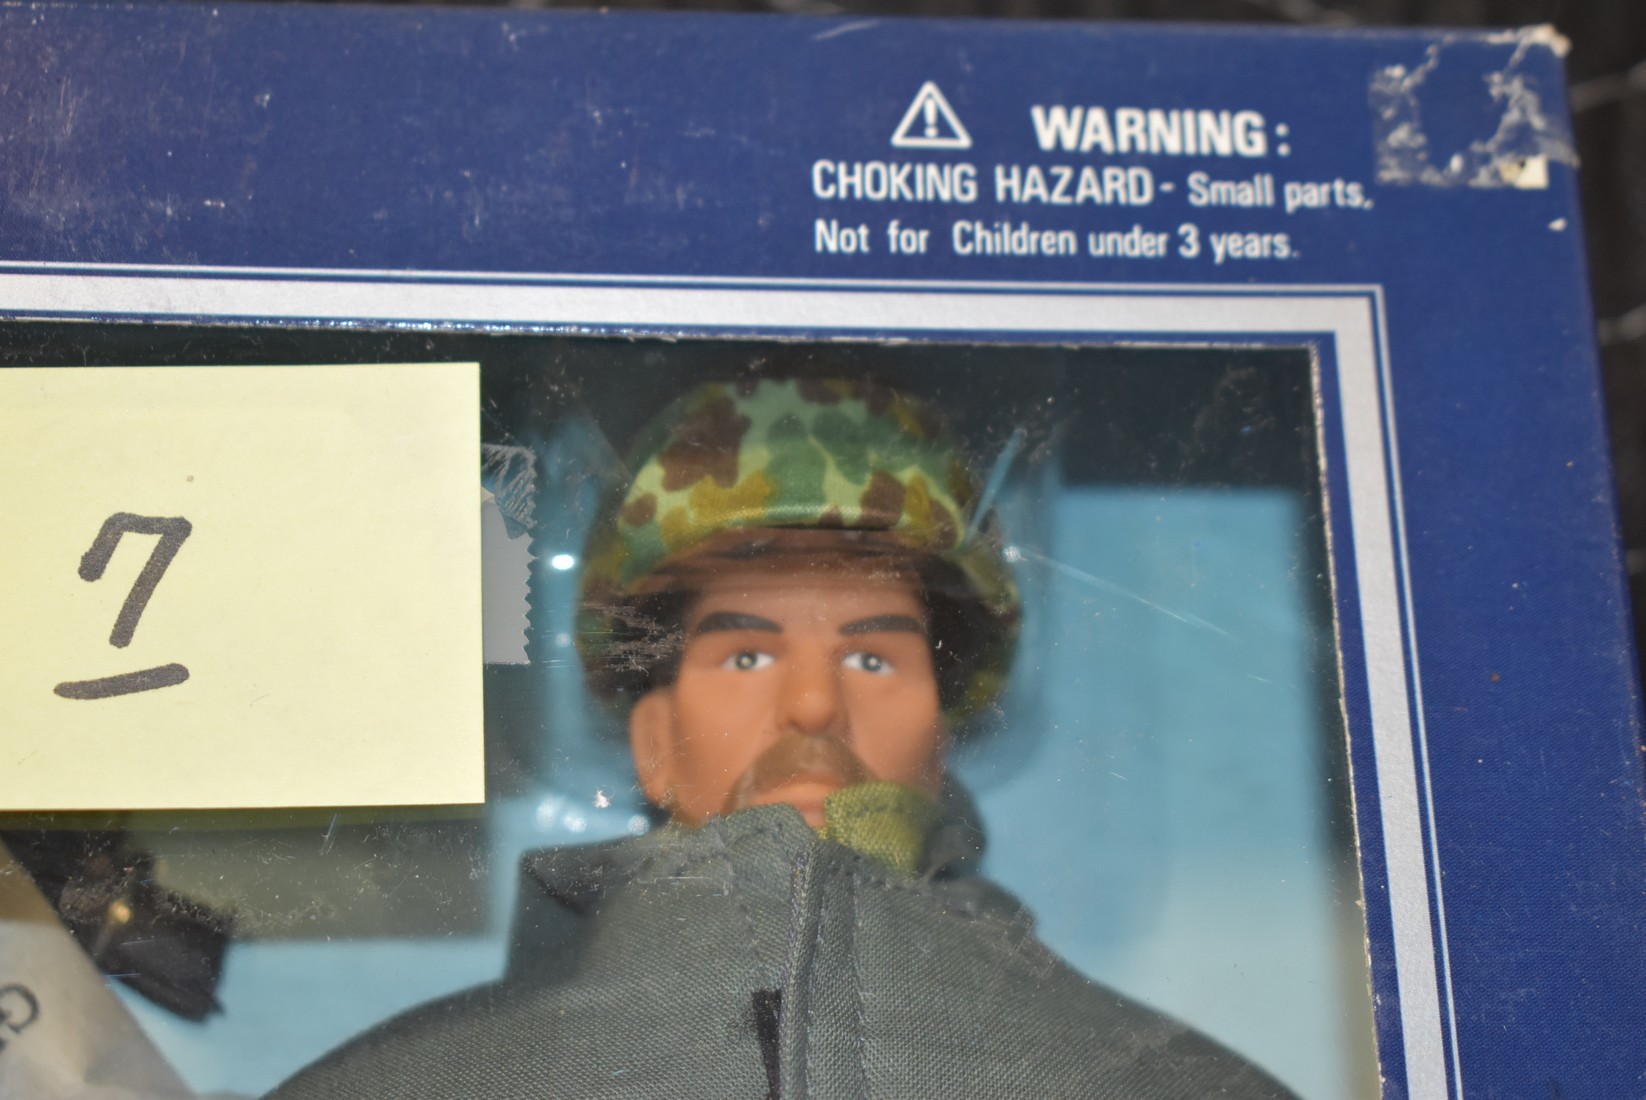 WARNING:
CHOKING HAZARD - Small parts.
Not for Children under 3 years.
7